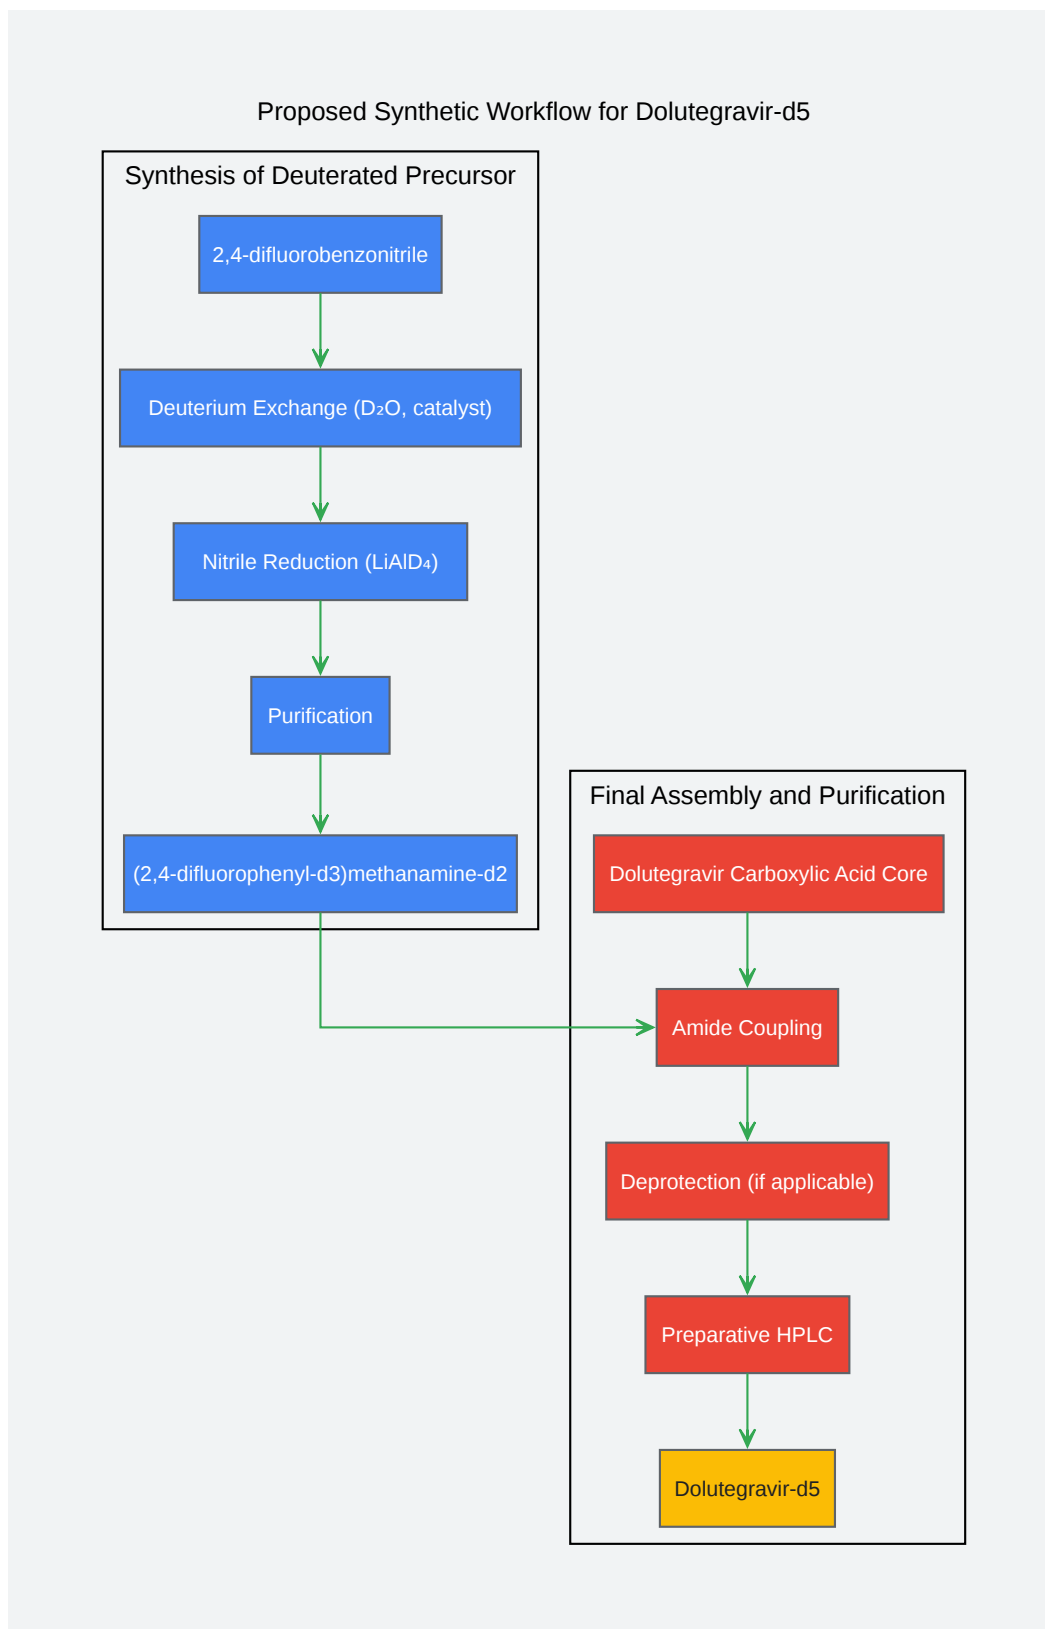 Proposed Synthetic Workflow for Dolutegravir-d5
Synthesis of Deuterated Precursor
2,4-difluorobenzonitrile
Deuterium Exchange (D₂O, catalyst)
Nitrile Reduction (LiAlD₄)
Purification
(2,4-difluorophenyl-d3)methanamine-d2
Final Assembly and Purification
Dolutegravir Carboxylic Acid Core
Amide Coupling
Deprotection (if applicable)
Preparative HPLC
Dolutegravir-d5